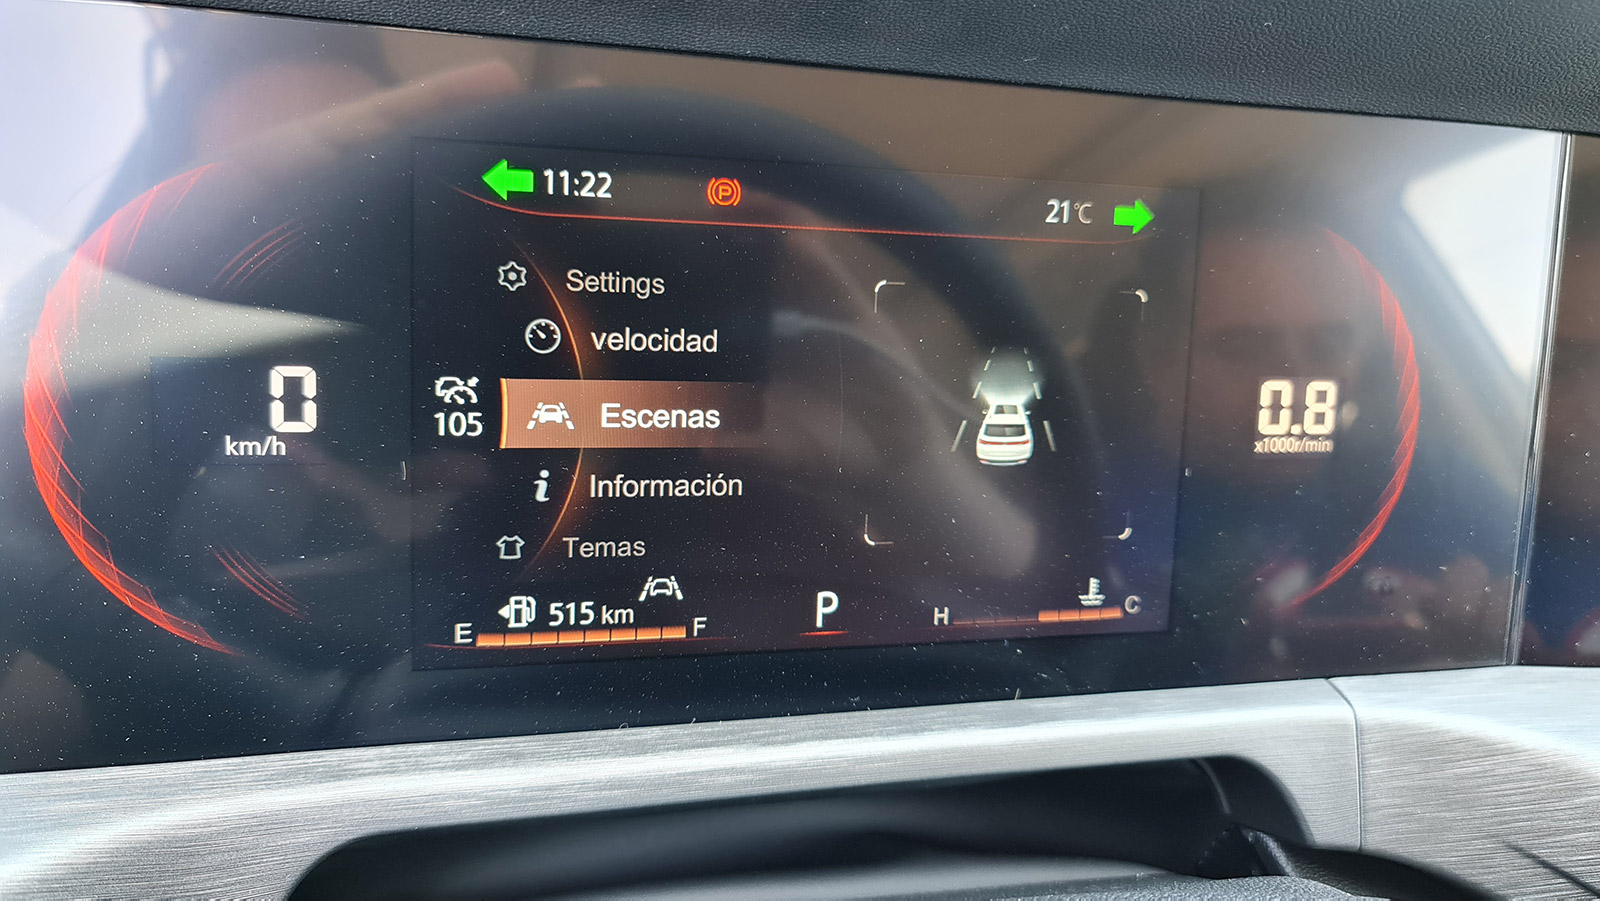 11:22
21°C
Settings
velocidad
0
km/h
105
Escenas
0.8
x1000r/min
Información
Temas
515 km
E
F
P
H
C